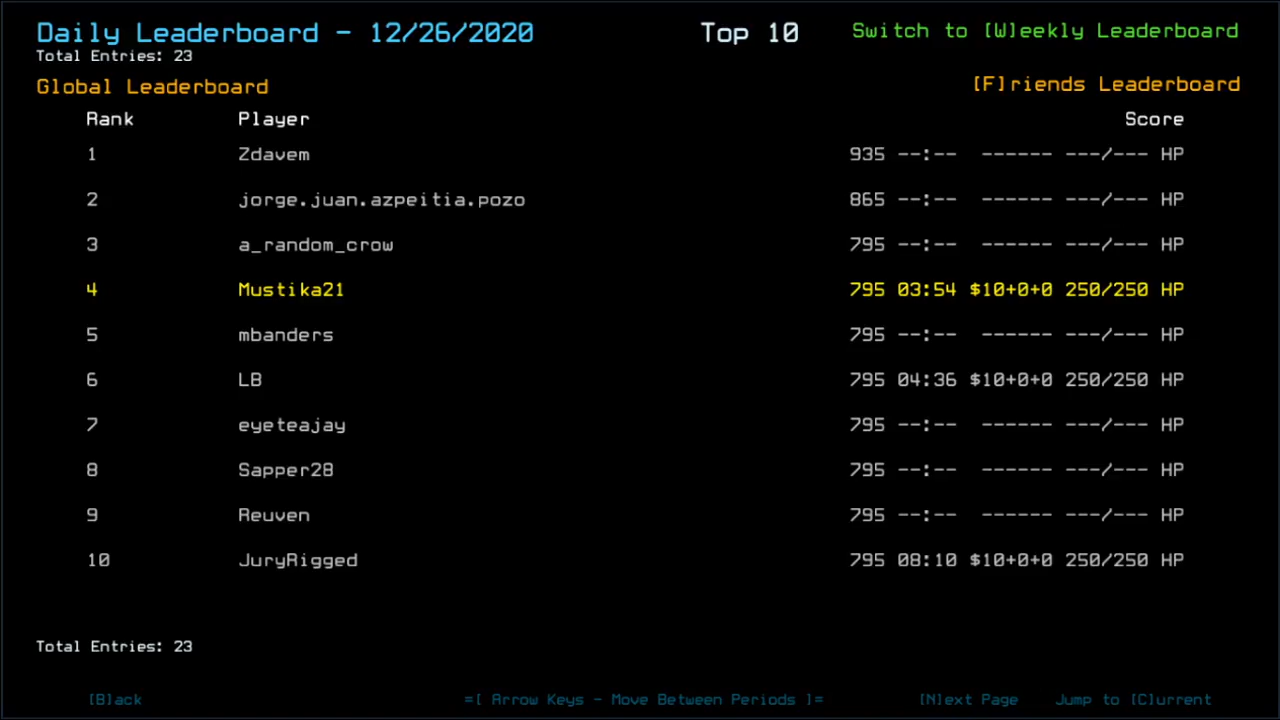 Daily Leaderboard - 12/26/2020 Top 10 Switch to [W]eekly Leaderboard
Total Entries: 23
Global Leaderboard [F]riends Leaderboard
Rank Player Score
1 Zdavem 935 --:-- ------ ---/--- HP
2 jorge.juan.azpeitia.pozo 865 --:-- ------ ---/--- HP
3 a_random_crow 795 --:-- ------ ---/--- HP
4 Mustika21 795 03:54 $10+0+0 250/250 HP
5 mbanders 795 --:-- ------ ---/--- HP
6 LB 795 04:36 $10+0+0 250/250 HP
7 eyeteajay 795 --:-- ------ ---/--- HP
8 Sapper28 795 --:-- ------ ---/--- HP
9 Reuven 795 --:-- ------ ---/--- HP
10 JuryRigged 795 08:10 $10+0+0 250/250 HP
Total Entries: 23
[B]ack =[ Arrow Keys - Move Between Periods ]= [N]ext Page Jump to [C]urrent